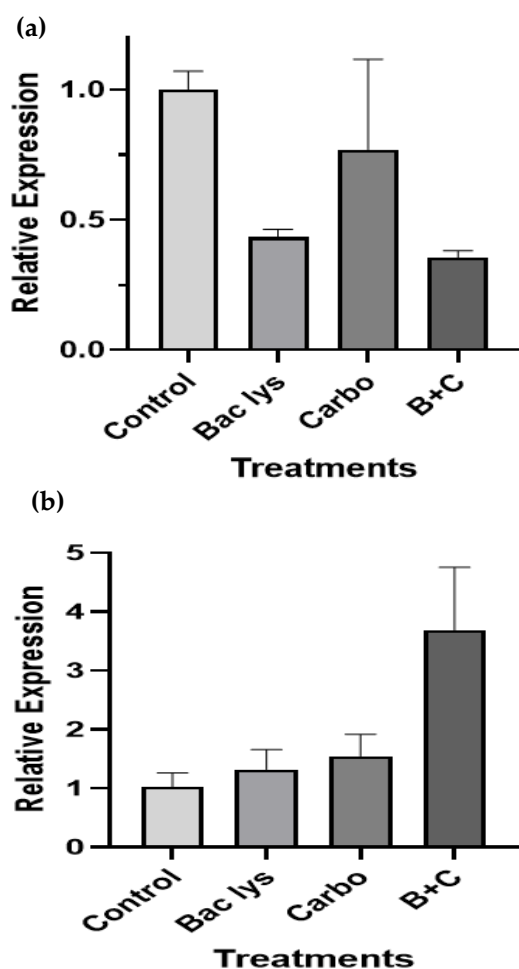 (a)
Relative Expression
1.0
0.5
0.0
Control
Bac lys
Carbo
B+C
Treatments
(b)
Relative Expression
5
4
3
2
1
0
Control
Bac lys
Carbo
B+C
Treatments